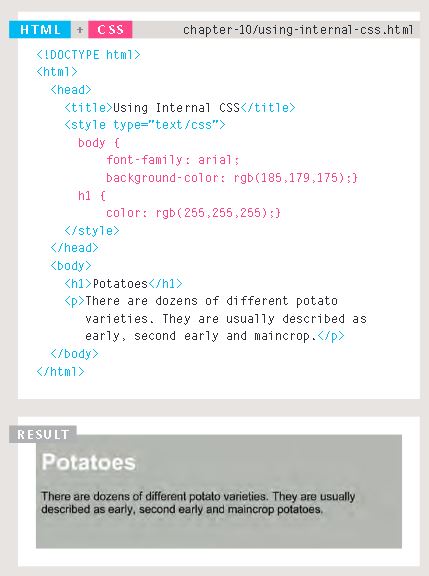 HTML + CSS chapter-10/using-internal-css.html
<!DOCTYPE html>
<html>
<head>
<title>Using Internal CSS</title>
<style type="text/css">
body {
font-family: arial;
background-color: rgb(185,179,175);}
h1 {
color: rgb(255,255,255);}
</style>
</head>
<body>
<h1>Potatoes</h1>
<p>There are dozens of different potato
varieties. They are usually described as
early, second early and maincrop.</p>
</body>
</html>
RESULT
Potatoes
There are dozens of different potato varieties. They are usually
described as early, second early and maincrop potatoes.